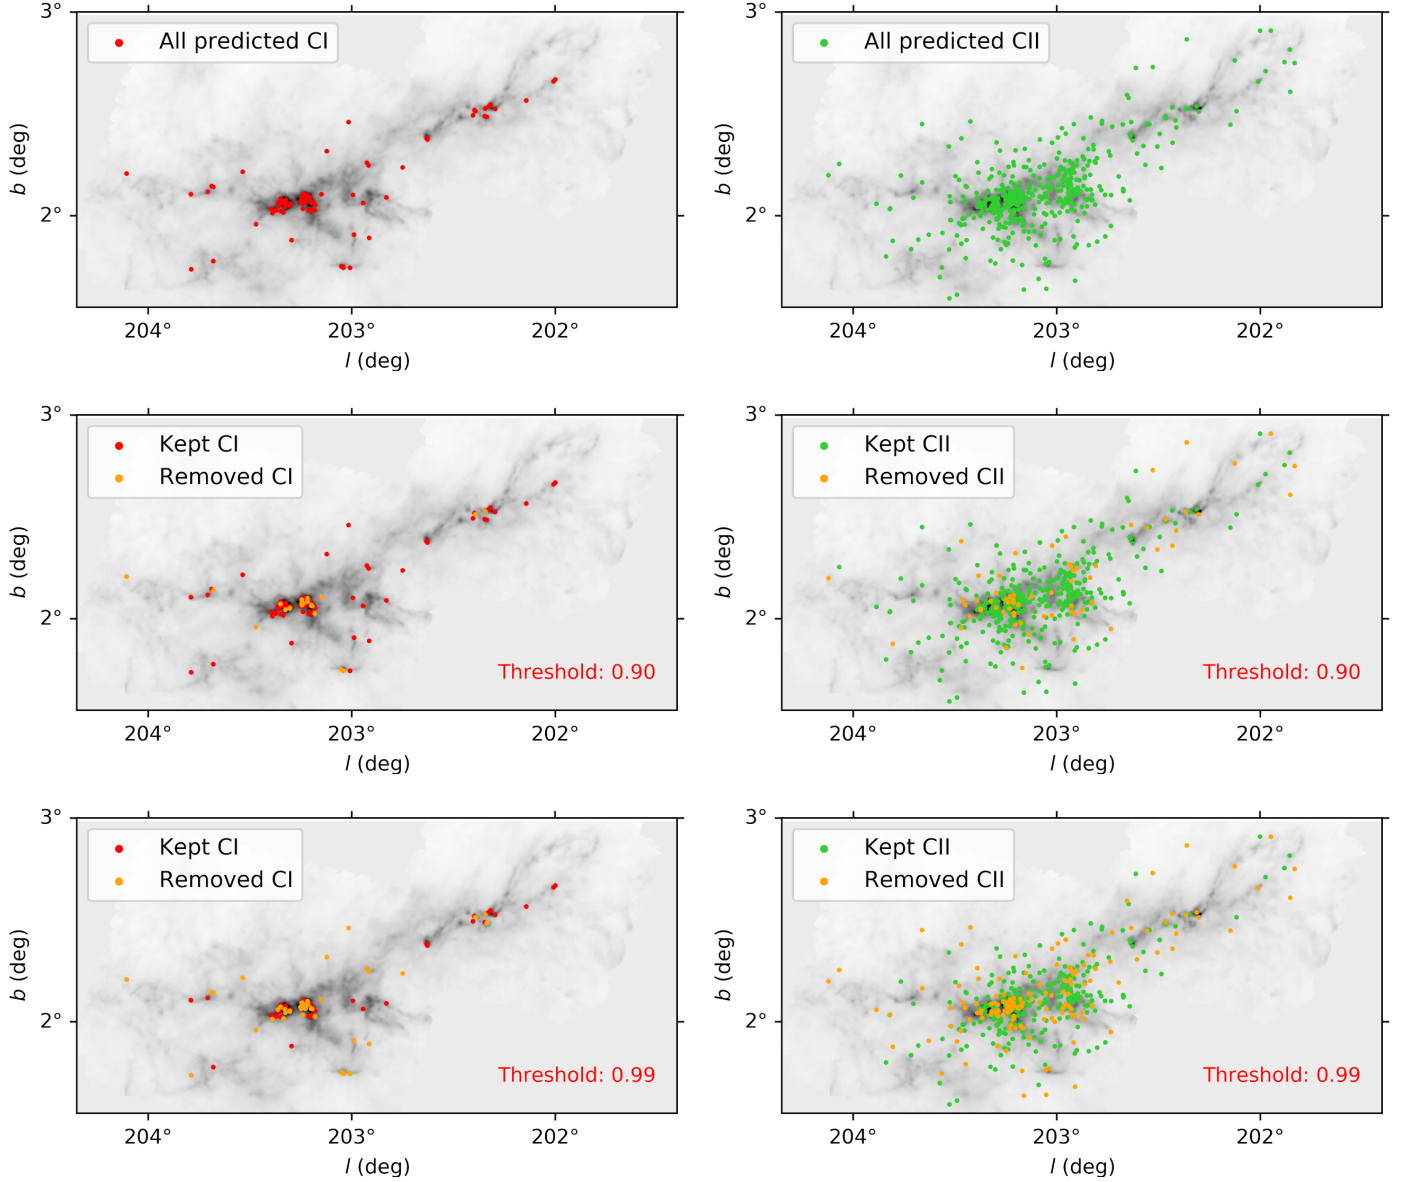 3°
All predicted CI
b (deg)
2°
204°
203°
202°
l (deg)
3°
All predicted CII
b (deg)
2°
204°
203°
202°
l (deg)
3°
Kept CI
Removed CI
b (deg)
2°
Threshold: 0.90
204°
203°
202°
l (deg)
3°
Kept CII
Removed CII
b (deg)
2°
Threshold: 0.90
204°
203°
202°
l (deg)
3°
Kept CI
Removed CI
b (deg)
2°
Threshold: 0.99
204°
203°
202°
l (deg)
3°
Kept CII
Removed CII
b (deg)
2°
Threshold: 0.99
204°
203°
202°
l (deg)